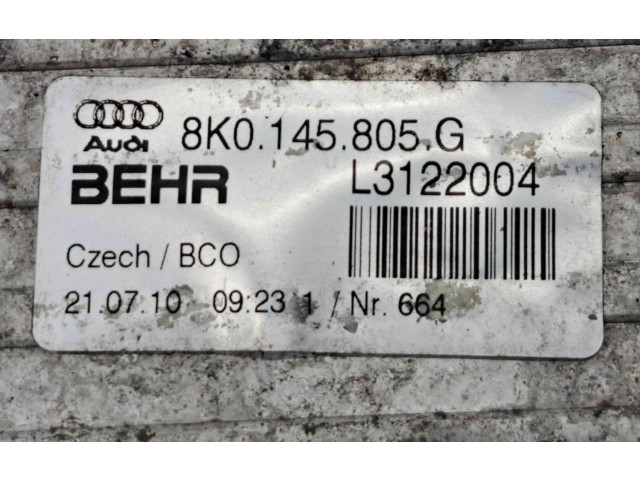 Audi 8K0.145.805.G
BEHR L3122004
Czech / BCO
21.07.10 09:23 1 / Nr. 664